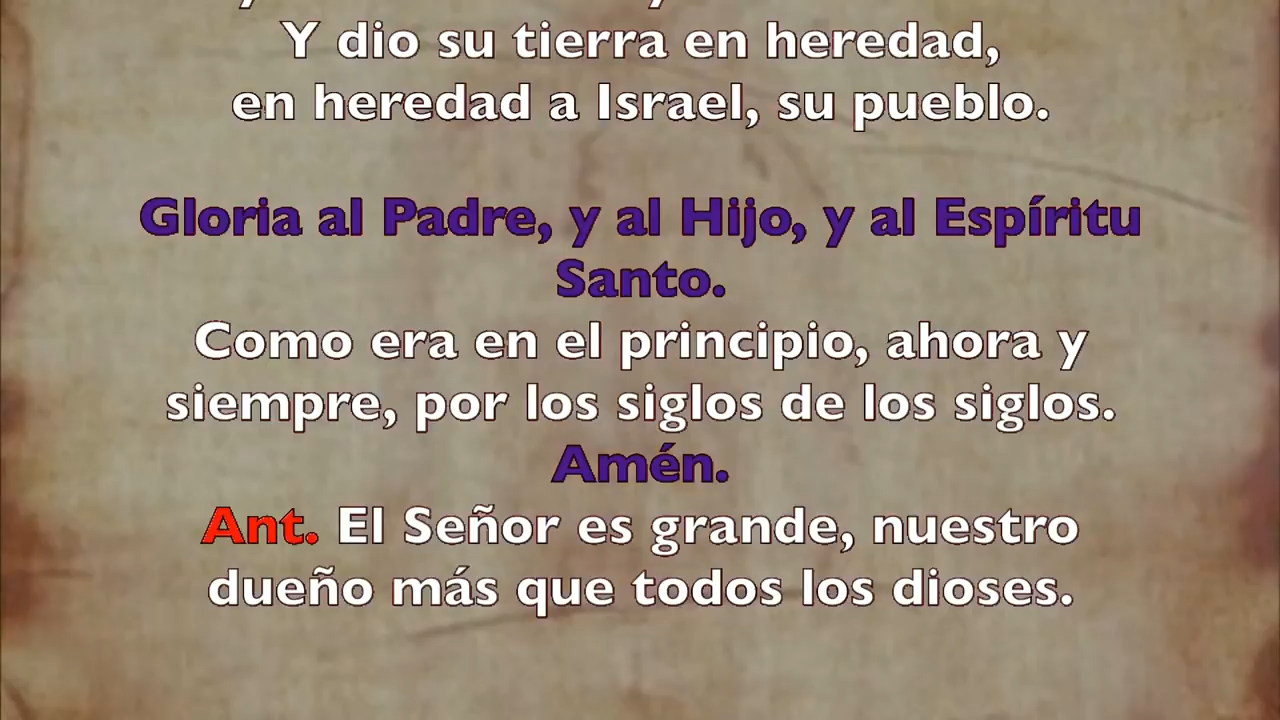 Y dio su tierra en heredad,
en heredad a Israel, su pueblo.
Gloria al Padre, y al Hijo, y al Espíritu
Santo.
Como era en el principio, ahora y
siempre, por los siglos de los siglos.
Amén.
Ant. El Señor es grande, nuestro
dueño más que todos los dioses.